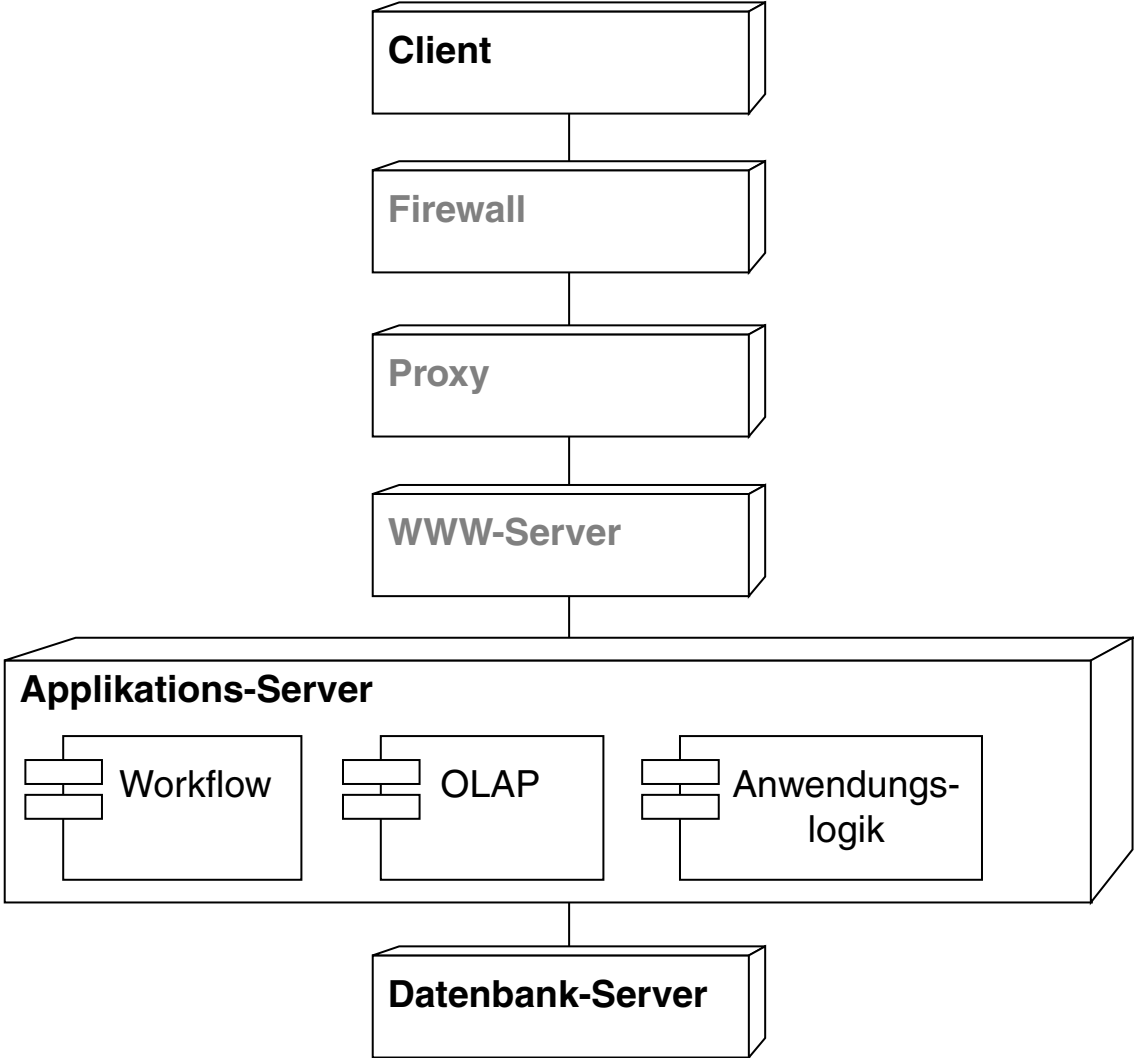 Client
Firewall
Proxy
WWW-Server
Applikations-Server
Workflow
OLAP
Anwendungs-
logik
Datenbank-Server